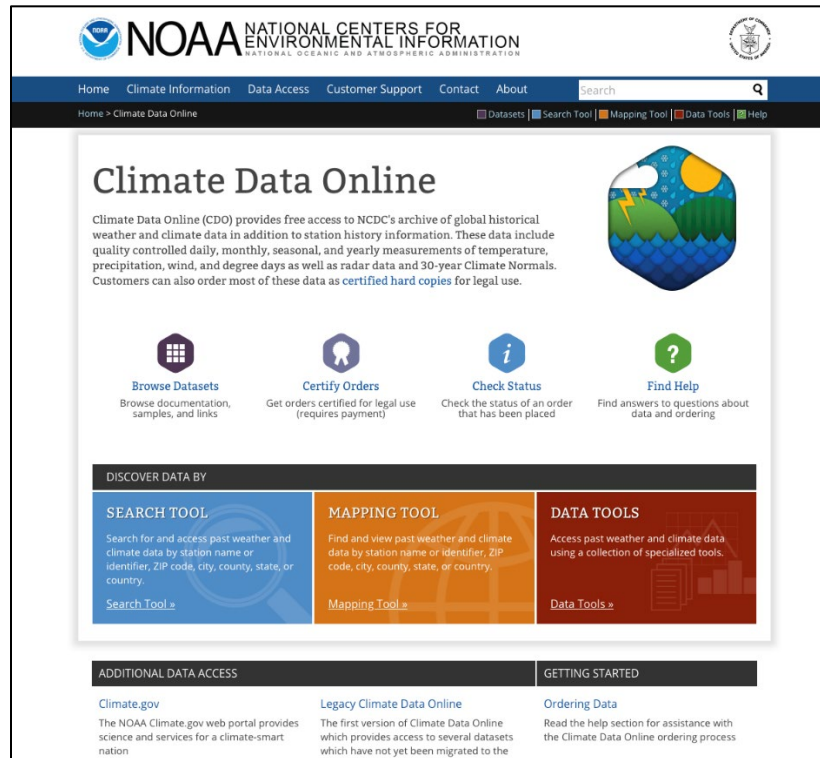 NOAA
NATIONAL CENTERS FOR
ENVIRONMENTAL INFORMATION
NATIONAL OCEANIC AND ATMOSPHERIC ADMINISTRATION
Home Climate Information Data Access Customer Support Contact About Search
Home > Climate Data Online Datasets | Search Tool | Mapping Tool | Data Tools | Help
Climate Data Online
Climate Data Online (CDO) provides free access to NCDC's archive of global historical
weather and climate data in addition to station history information. These data include
quality controlled daily, monthly, seasonal, and yearly measurements of temperature,
precipitation, wind, and degree days as well as radar data and 30-year Climate Normals.
Customers can also order most of these data as certified hard copies for legal use.
Browse Datasets
Browse documentation,
samples, and links
Certify Orders
Get orders certified for legal use
(requires payment)
Check Status
Check the status of an order
that has been placed
Find Help
Find answers to questions about
data and ordering
DISCOVER DATA BY
SEARCH TOOL
Search for and access past weather and
climate data by station name or
identifier, ZIP code, city, county, state, or
country.
Search Tool »
MAPPING TOOL
Find and view past weather and climate
data by station name or identifier, ZIP
code, city, county, state, or country.
Mapping Tool »
DATA TOOLS
Access past weather and climate data
using a collection of specialized tools.
Data Tools »
ADDITIONAL DATA ACCESS
Climate.gov
The NOAA Climate.gov web portal provides
science and services for a climate-smart
nation
Legacy Climate Data Online
The first version of Climate Data Online
which provides access to several datasets
which have not yet been migrated to the
GETTING STARTED
Ordering Data
Read the help section for assistance with
the Climate Data Online ordering process